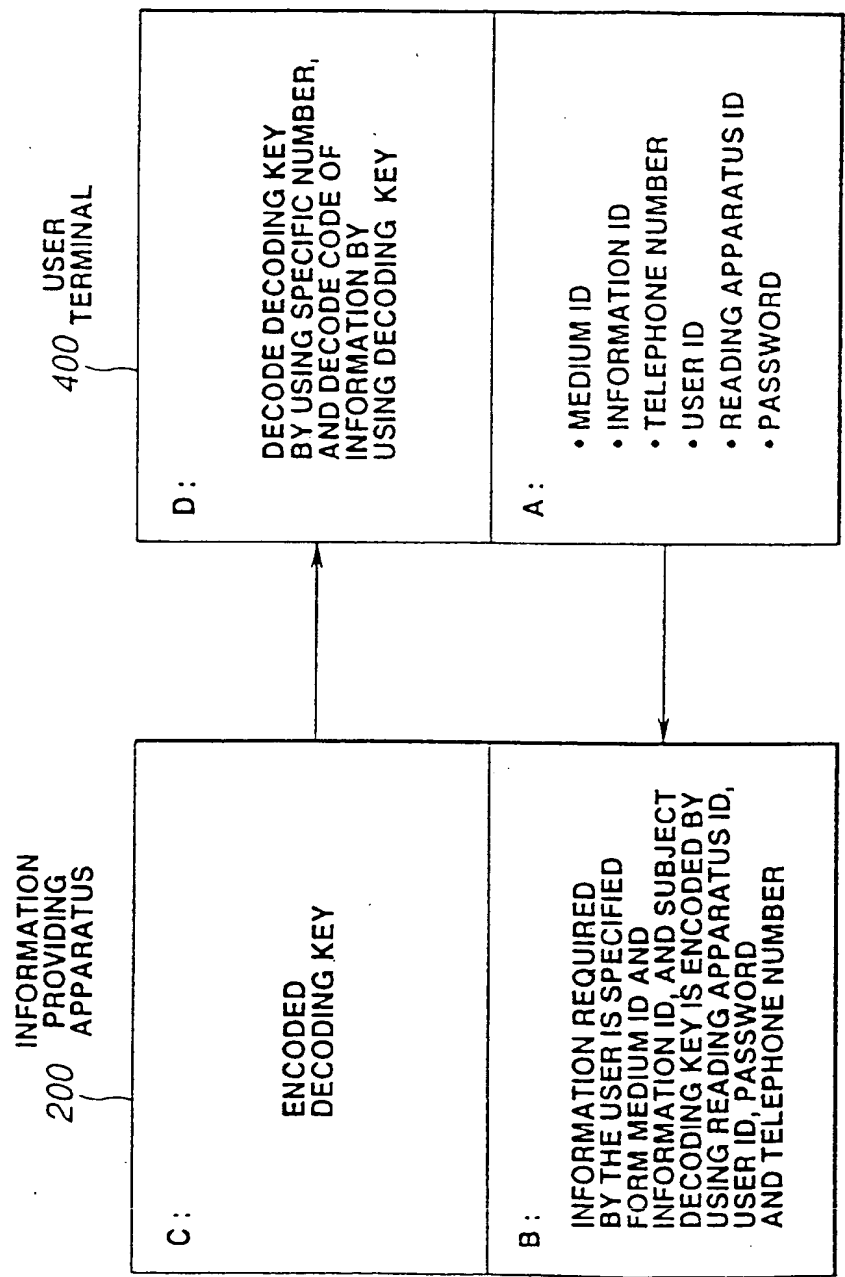 200
INFORMATION
PROVIDING
APPARATUS
C :
ENCODED
DECODING KEY
B :
INFORMATION REQUIRED
BY THE USER IS SPECIFIED
FORM MEDIUM ID AND
INFORMATION ID, AND SUBJECT
DECODING KEY IS ENCODED BY
USING READING APPARATUS ID,
USER ID, PASSWORD
AND TELEPHONE NUMBER
400
USER
TERMINAL
D :
DECODE DECODING KEY
BY USING SPECIFIC NUMBER,
AND DECODE CODE OF
INFORMATION BY
USING DECODING KEY
A :
• MEDIUM ID
• INFORMATION ID
• TELEPHONE NUMBER
• USER ID
• READING APPARATUS ID
• PASSWORD